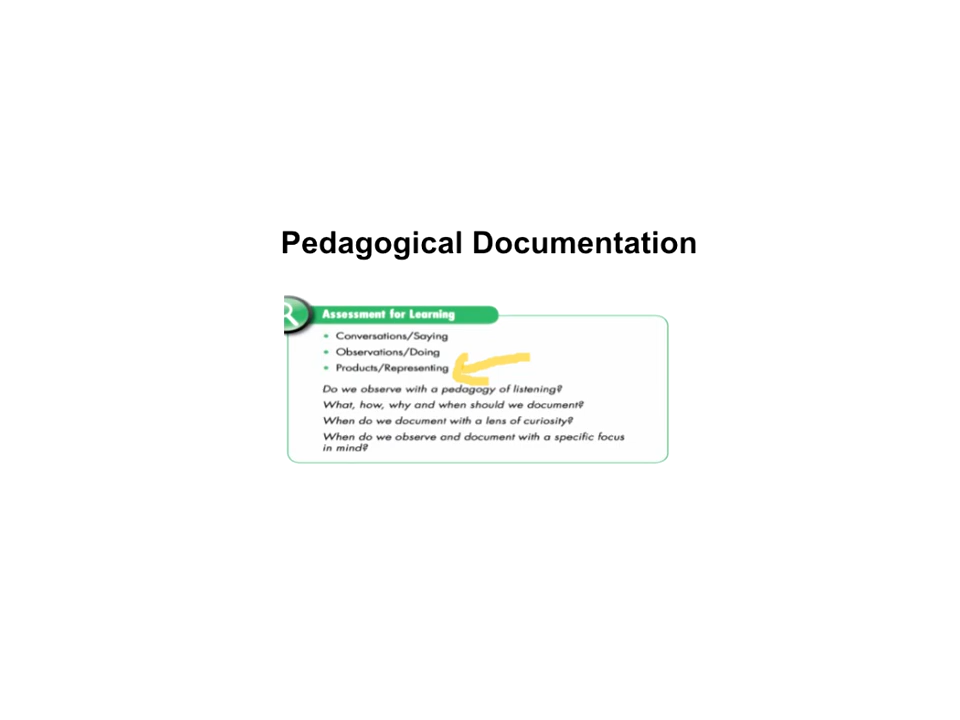 Pedagogical Documentation
Assessment for Learning
• Conversations/Saying
• Observations/Doing
• Products/Representing
Do we observe with a pedagogy of listening?
What, how, why and when should we document?
When do we document with a lens of curiosity?
When do we observe and document with a specific focus
in mind?